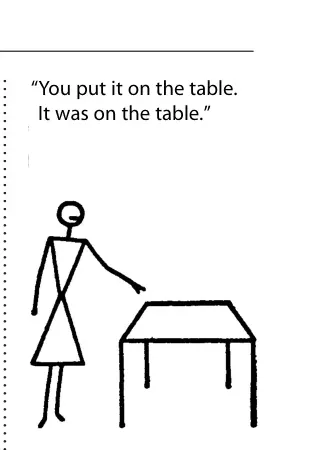 “You put it on the table.
It was on the table.”